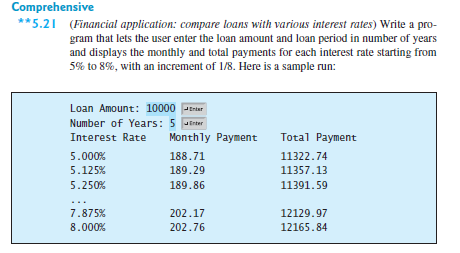 Comprehensive
**5.21 (Financial application: compare loans with various interest rates) Write a pro-
gram that lets the user enter the loan amount and loan period in number of years
and displays the monthly and total payments for each interest rate starting from
5% to 8%, with an increment of 1/8. Here is a sample run:
Loan Amount: 10000 ↵Enter
Number of Years: 5 ↵Enter
Interest Rate Monthly Payment Total Payment
5.000% 188.71 11322.74
5.125% 189.29 11357.13
5.250% 189.86 11391.59
...
7.875% 202.17 12129.97
8.000% 202.76 12165.84